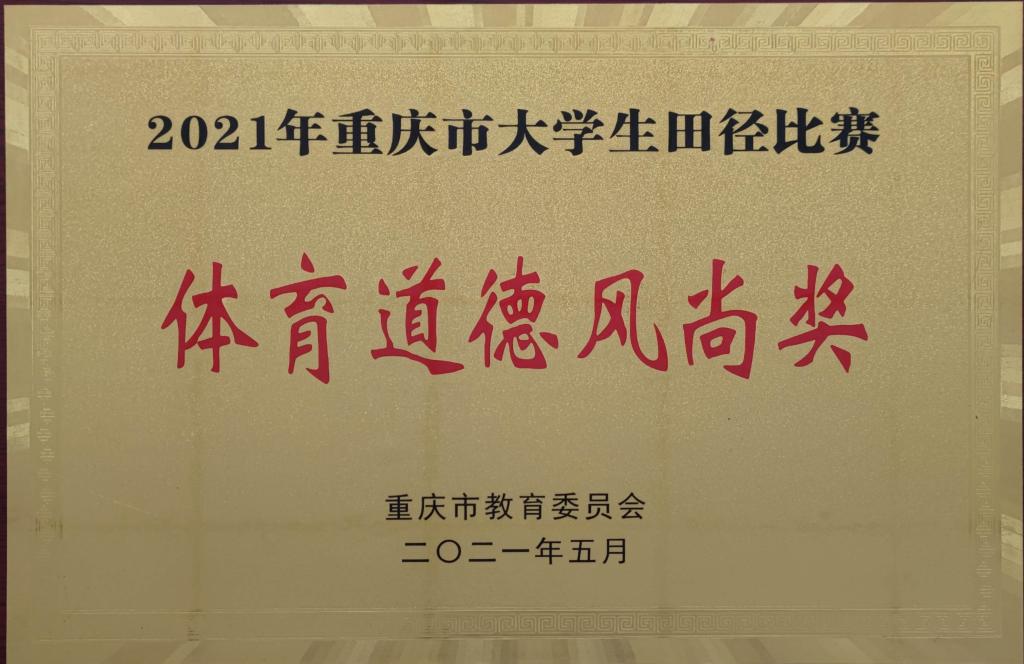 2021年重庆市大学生田径比赛
体育道德风尚奖
重庆市教育委员会
二〇二一年五月